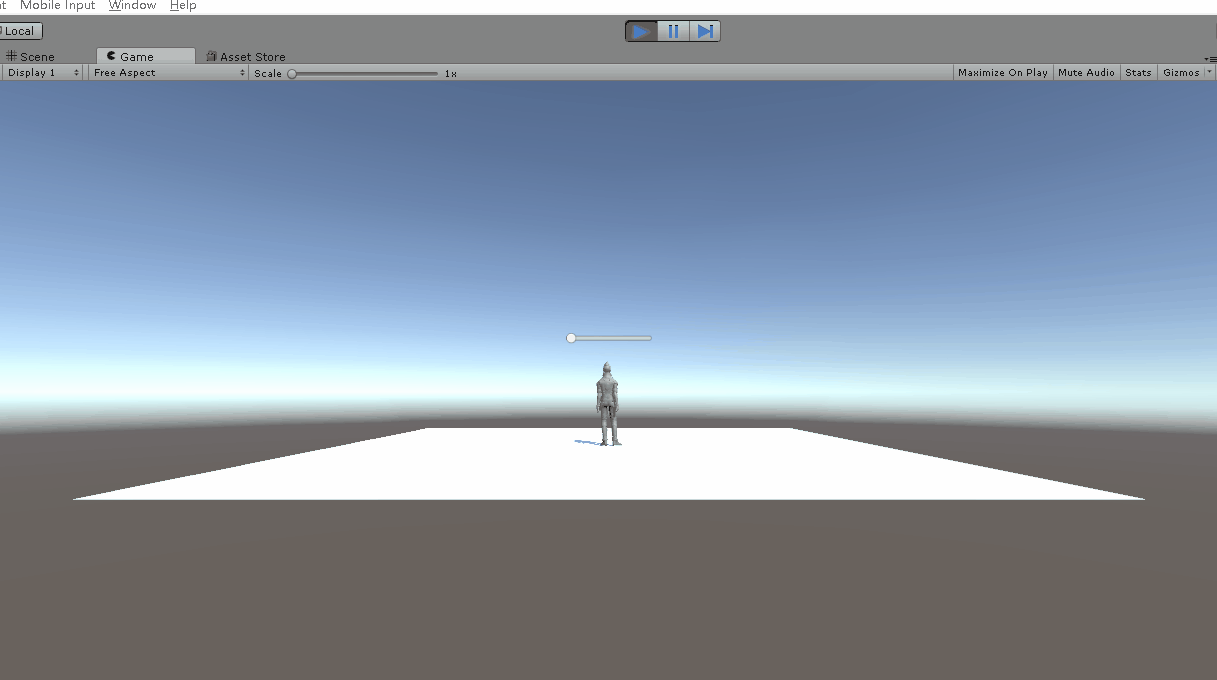 Mobile Input Window Help
Local
Scene Game Asset Store
Display 1 Free Aspect Scale 1x Maximize On Play Mute Audio Stats Gizmos